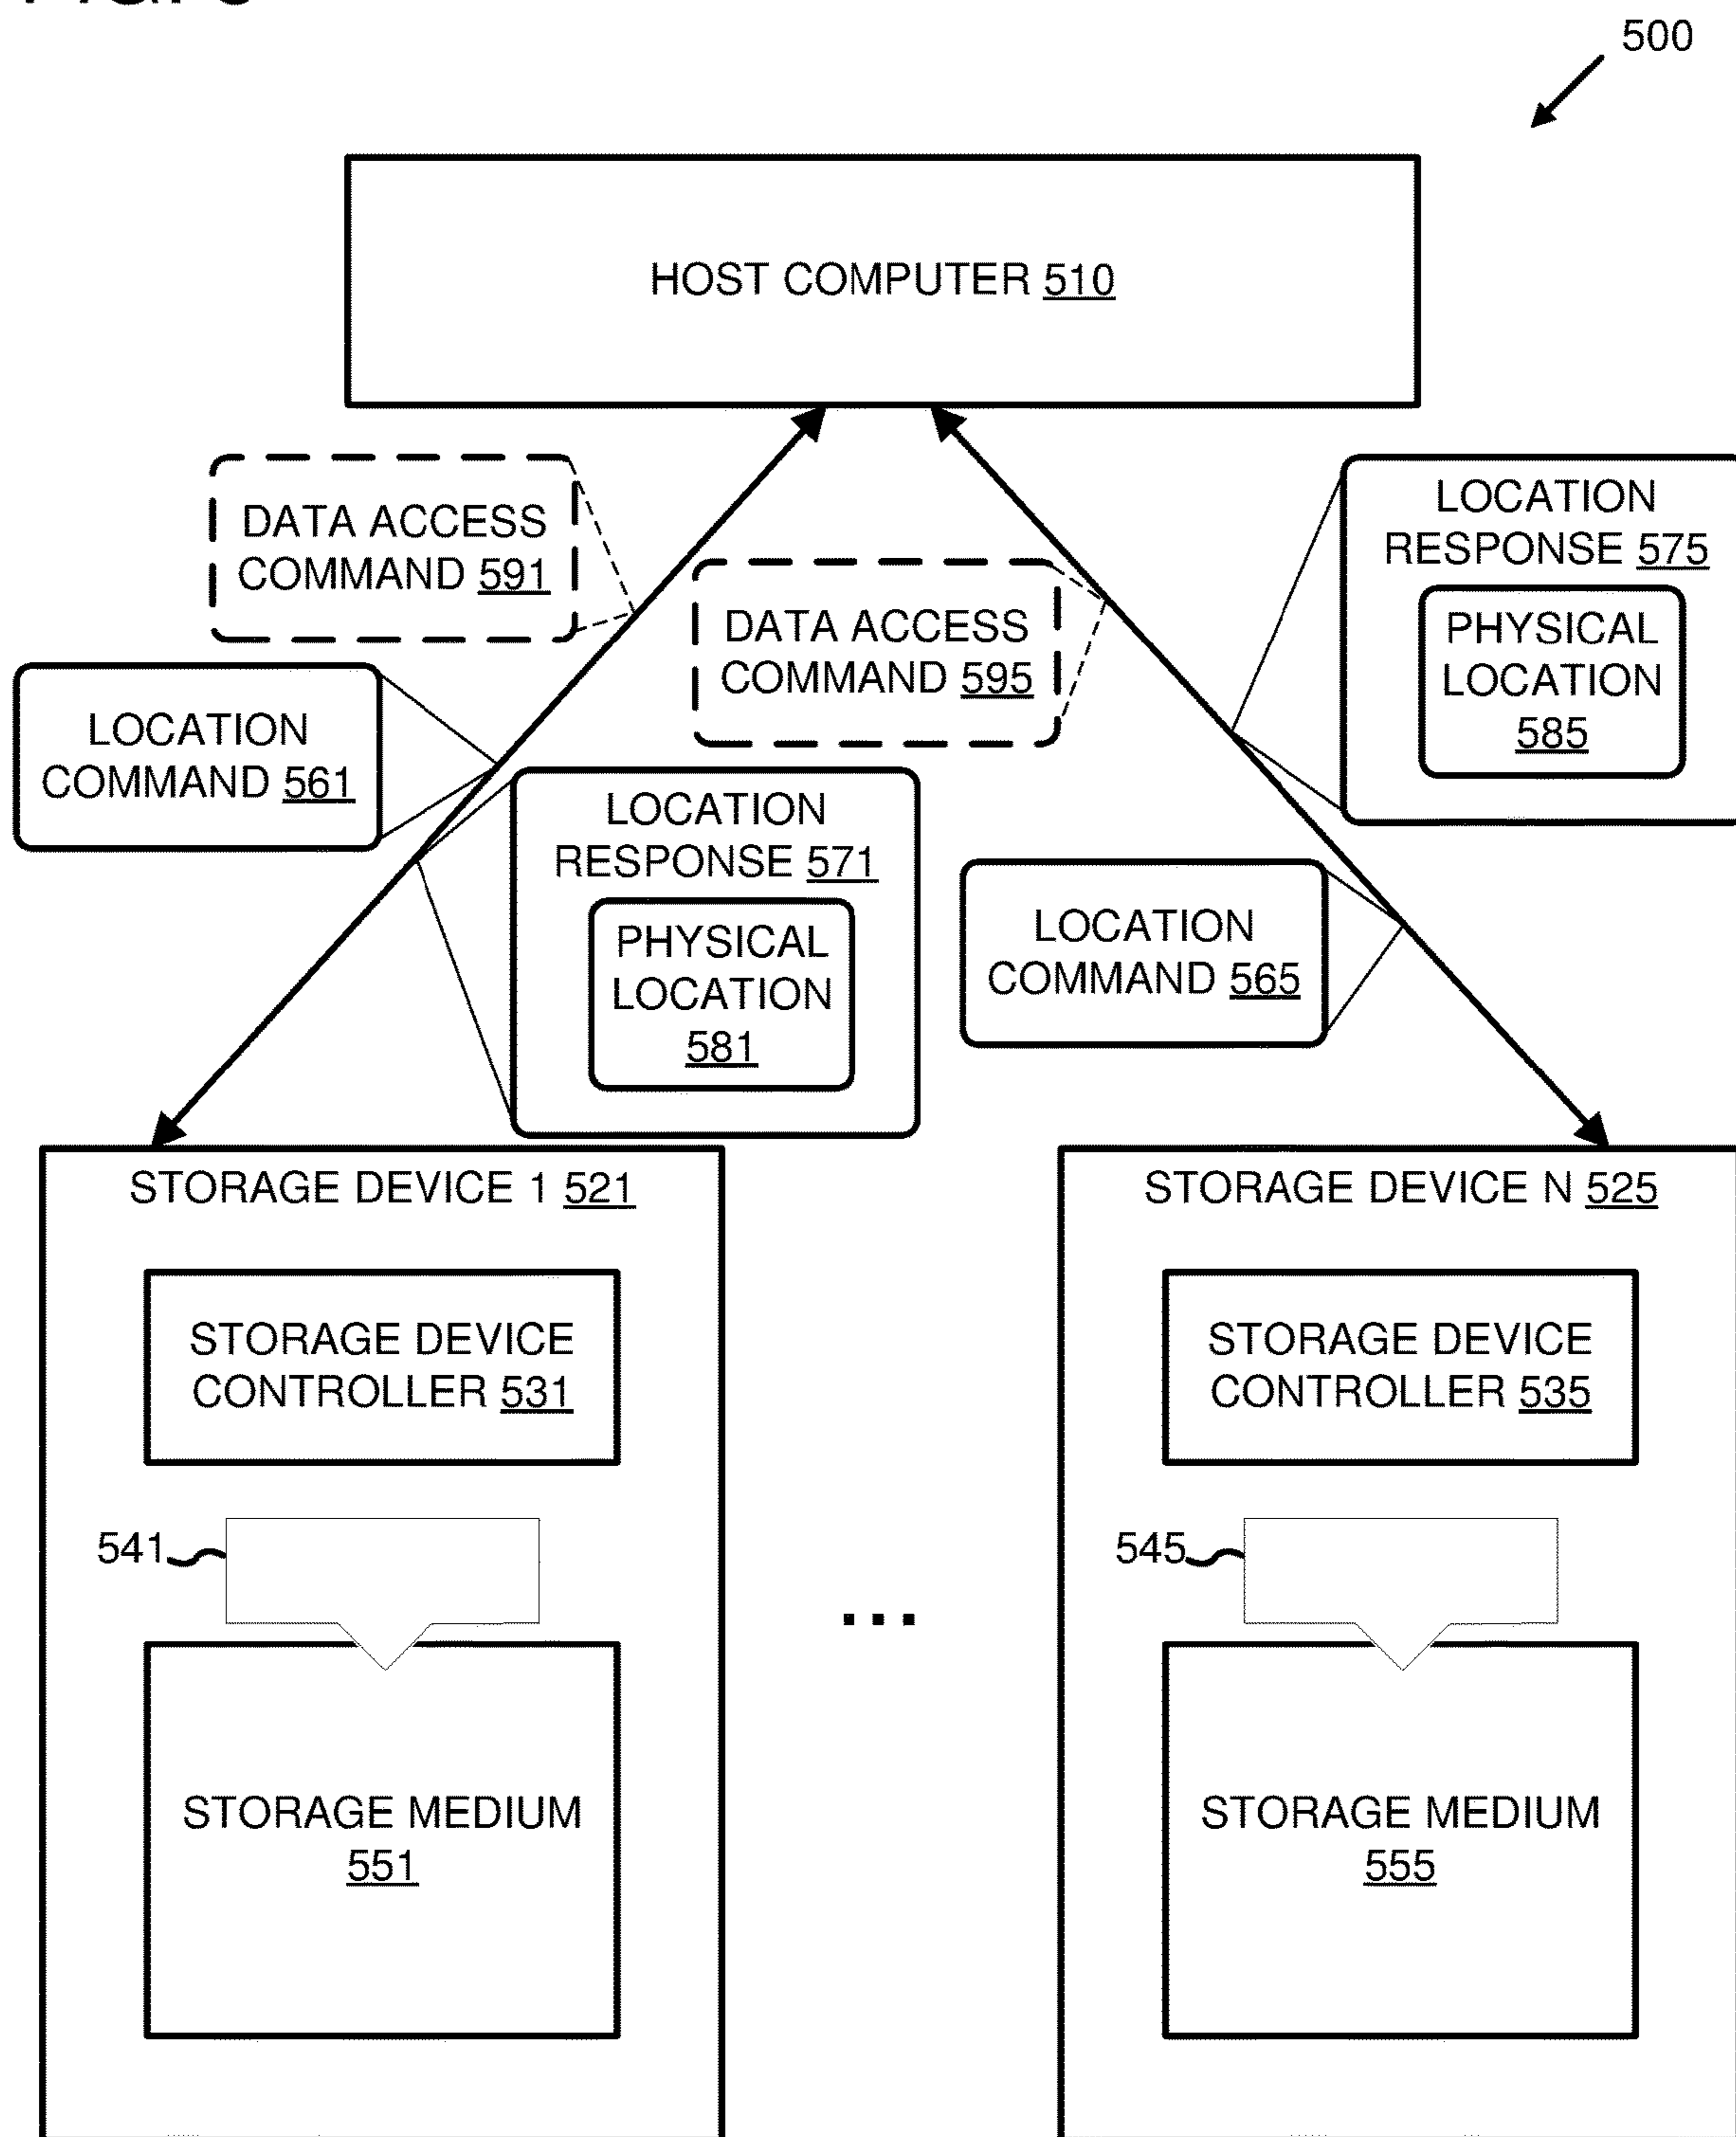 500
HOST COMPUTER 510
DATA ACCESS
COMMAND 591
LOCATION
RESPONSE 575
PHYSICAL
LOCATION
585
DATA ACCESS
COMMAND 595
LOCATION
COMMAND 561
LOCATION
RESPONSE 571
PHYSICAL
LOCATION
581
LOCATION
COMMAND 565
STORAGE DEVICE 1 521
STORAGE DEVICE
CONTROLLER 531
541
STORAGE MEDIUM
551
...
STORAGE DEVICE N 525
STORAGE DEVICE
CONTROLLER 535
545
STORAGE MEDIUM
555